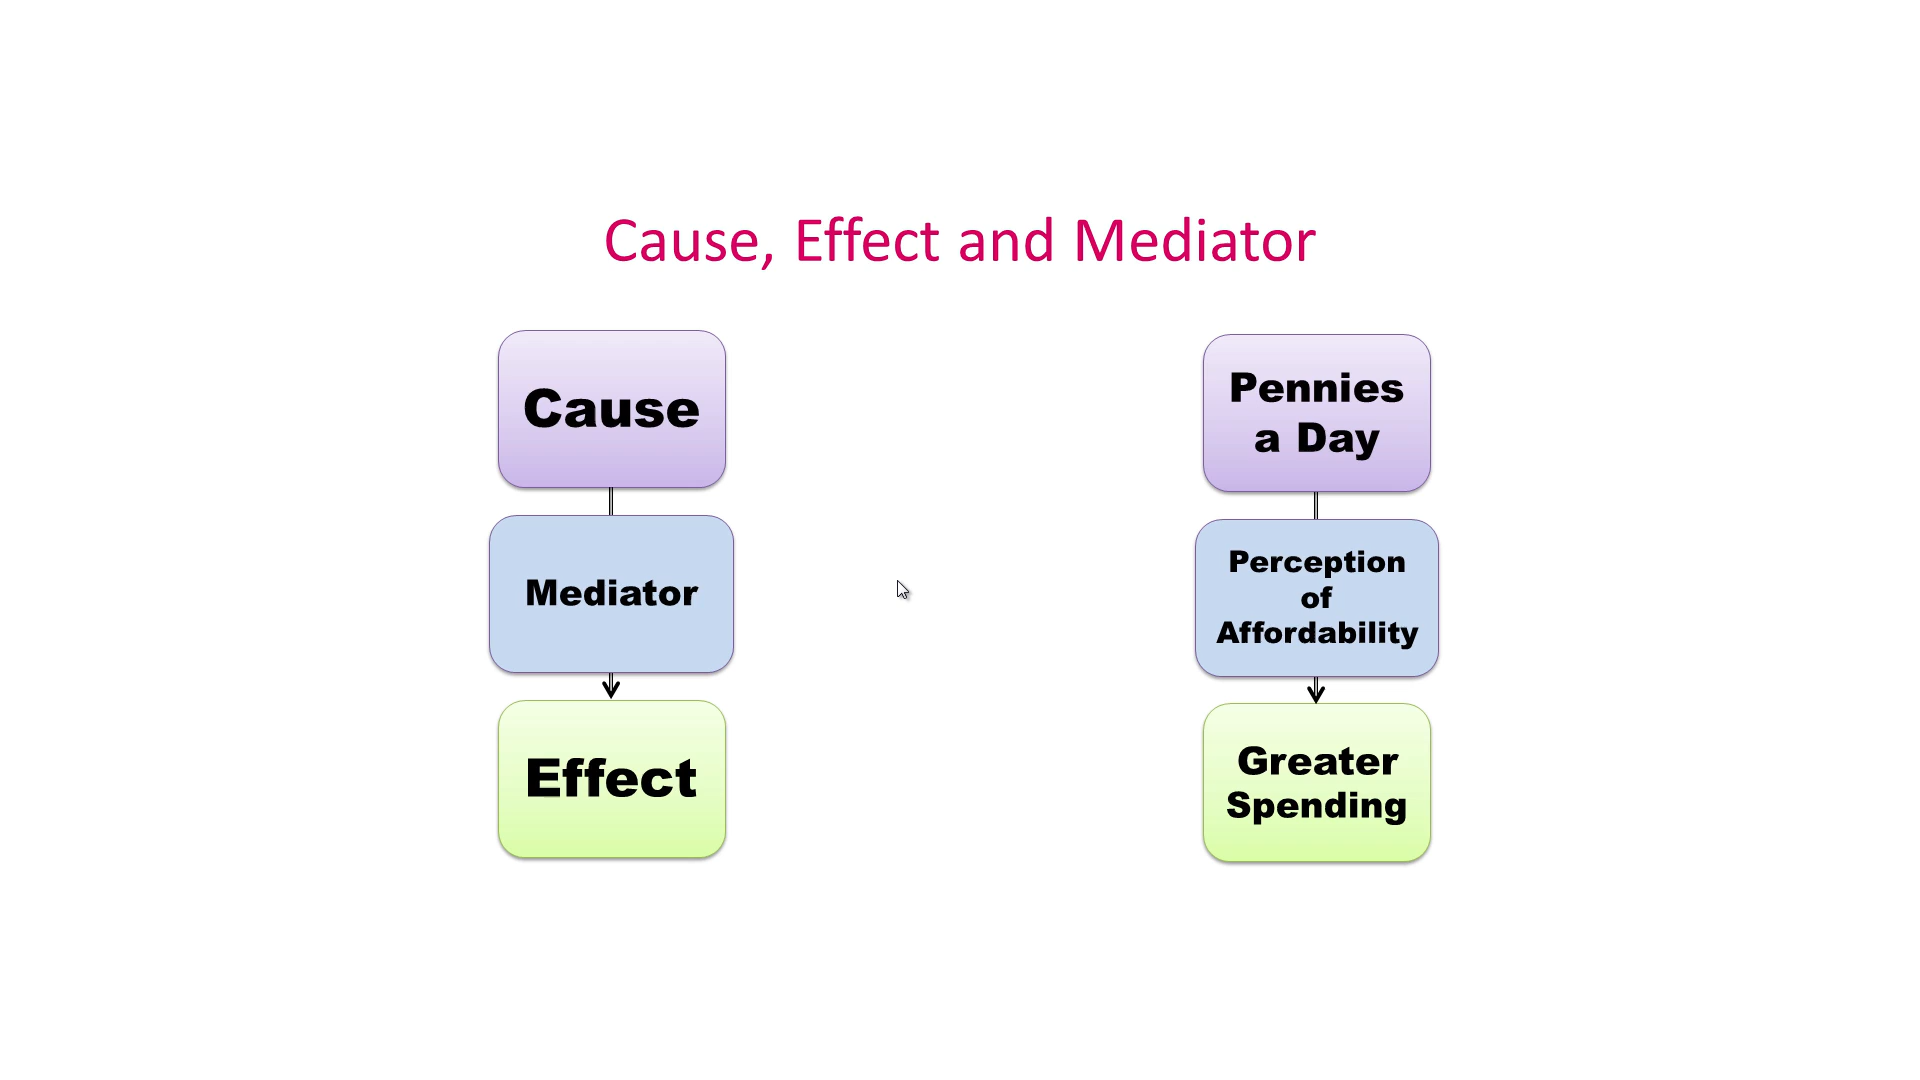 Cause, Effect and Mediator
Cause
Mediator
Effect
Pennies
a Day
Perception
of
Affordability
Greater
Spending